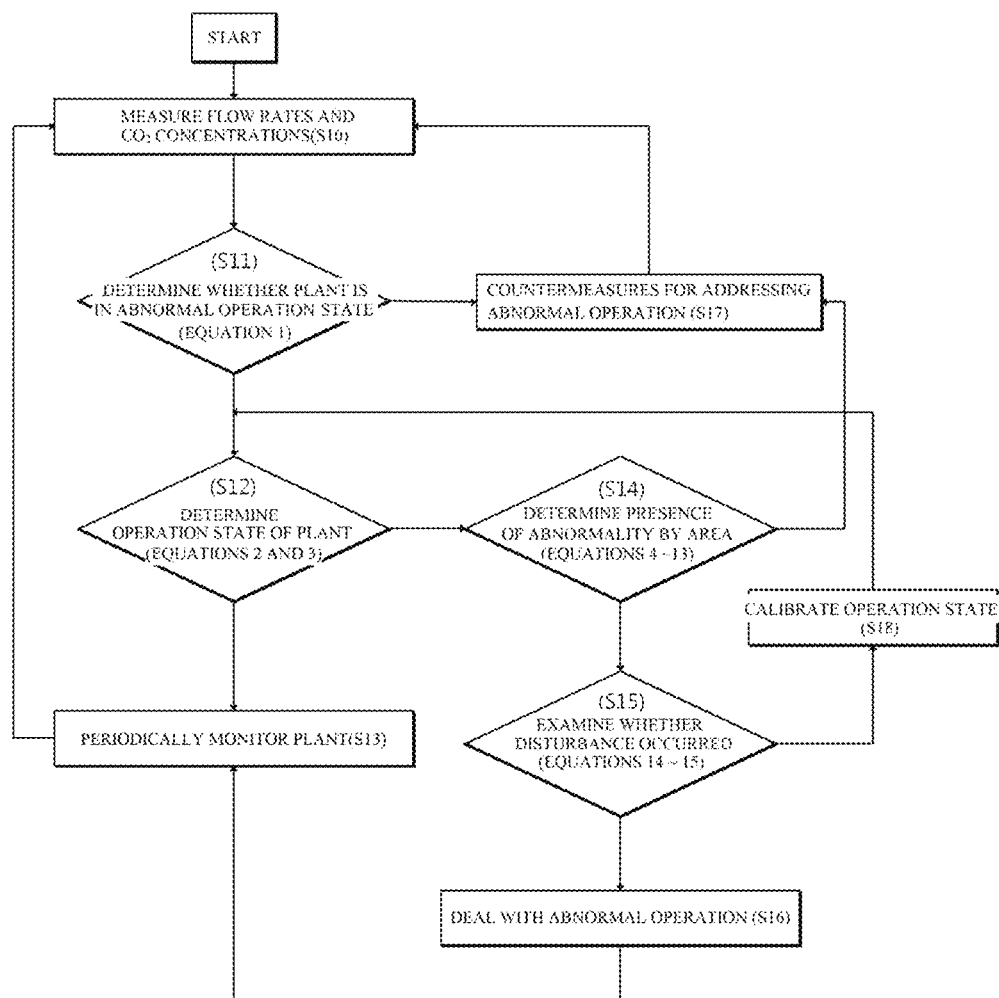 START
MEASURE FLOW RATES AND
CO₂ CONCENTRATIONS(S10)
(S11)
DETERMINE WHETHER PLANT IS
IN ABNORMAL OPERATION STATE
(EQUATION 1)
COUNTERMEASURES FOR ADDRESSING
ABNORMAL OPERATION (S17)
(S12)
DETERMINE
OPERATION STATE OF PLANT
(EQUATIONS 2 AND 3)
(S14)
DETERMINE PRESENCE
OF ABNORMALITY BY AREA
(EQUATIONS 4 ~13)
CALIBRATE OPERATION STATE
(S18)
PERIODICALLY MONITOR PLANT(S13)
(S15)
EXAMINE WHETHER
DISTURBANCE OCCURRED
(EQUATIONS 14 ~ 15)
DEAL WITH ABNORMAL OPERATION (S16)